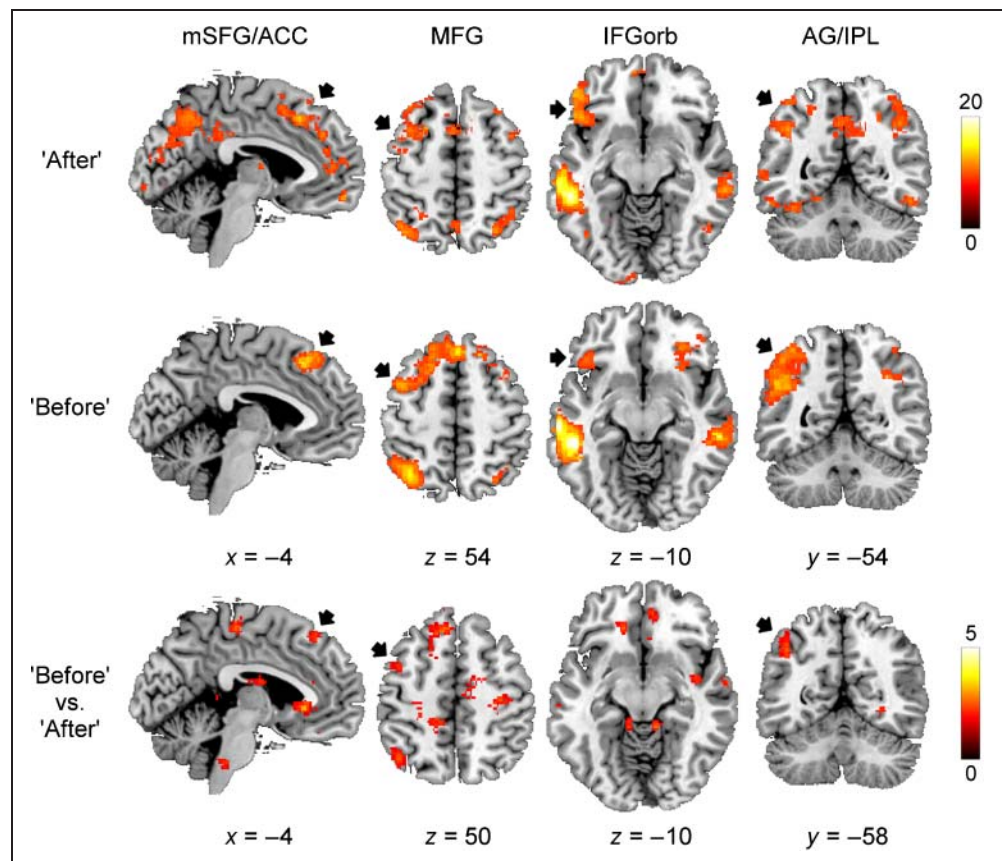 mSFG/ACC MFG IFGorb AG/IPL
'After'
20
0
'Before'
x = –4 z = 54 z = –10 y = –54
'Before'
vs.
'After'
5
0
x = –4 z = 50 z = –10 y = –58